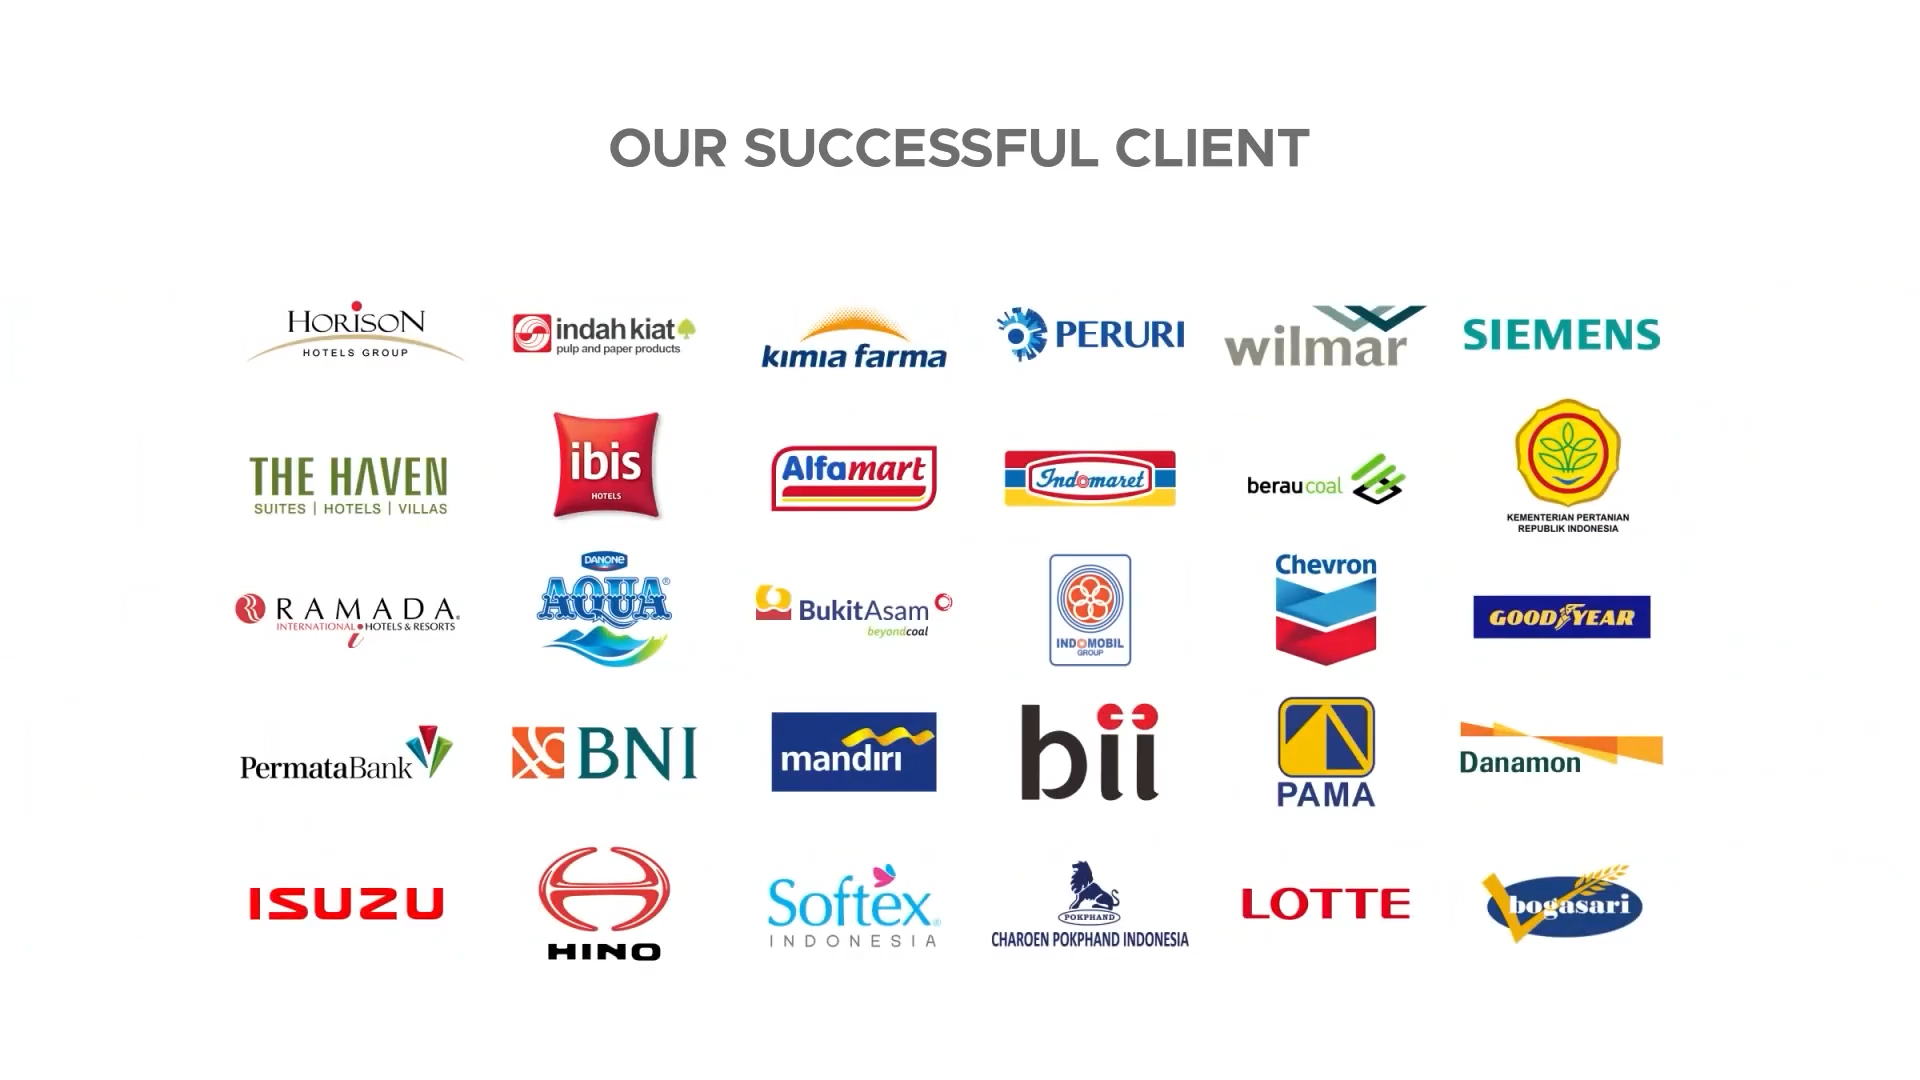 OUR SUCCESSFUL CLIENT
HORISON
HOTELS GROUP
indah kiat
pulp and paper products
kimia farma
PERURI
wilmar
SIEMENS
THE HAVEN
SUITES | HOTELS | VILLAS
ibis
HOTELS
Alfamart
Indomaret
berau coal
KEMENTERIAN PERTANIAN
REPUBLIK INDONESIA
RAMADA
INTERNATIONAL HOTELS & RESORTS
DANONE
AQUA®
BukitAsam
beyondcoal
INDOMOBIL
GROUP
Chevron
GOODYEAR
PermataBank
BNI
mandiri
bii
PAMA
Danamon
ISUZU
HINO
Softex®
INDONESIA
POKPHAND
CHAROEN POKPHAND INDONESIA
LOTTE
bogasari